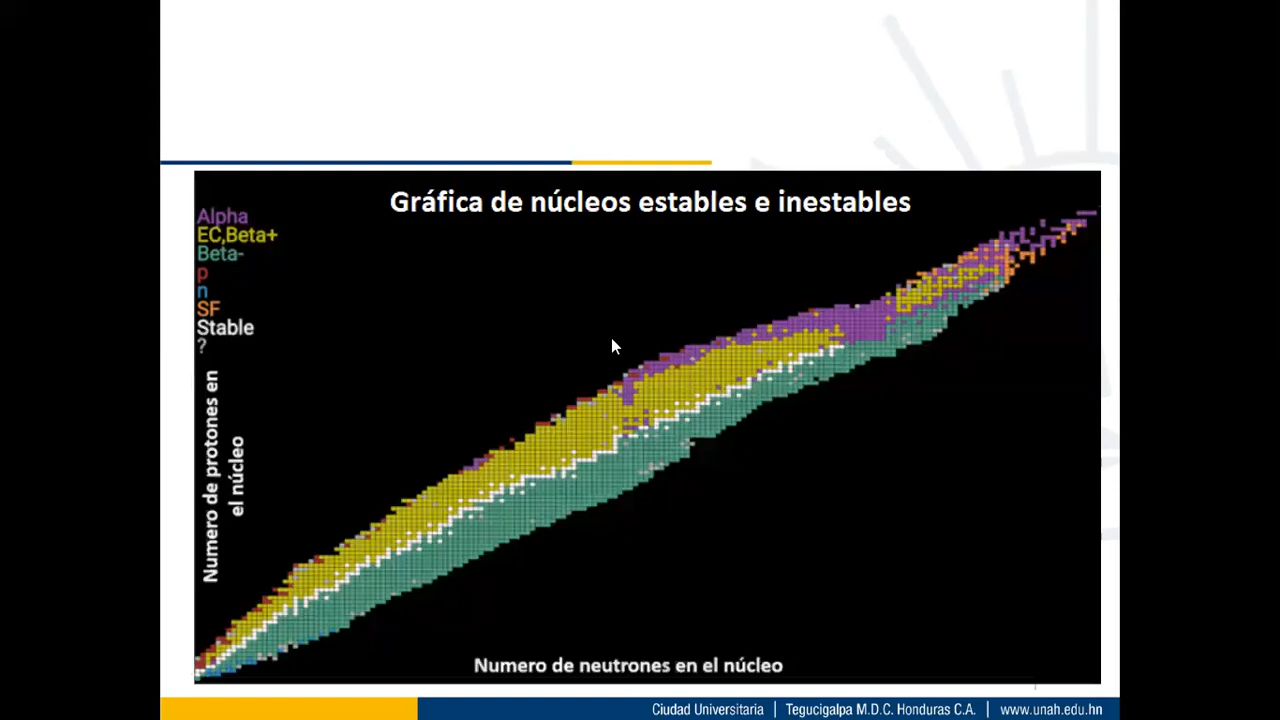 Gráfica de núcleos estables e inestables
Alpha
EC,Beta+
Beta-
p
n
SF
Stable
?
Numero de protones en
el núcleo
Numero de neutrones en el núcleo
Ciudad Universitaria | Tegucigalpa M.D.C. Honduras C.A. | www.unah.edu.hn